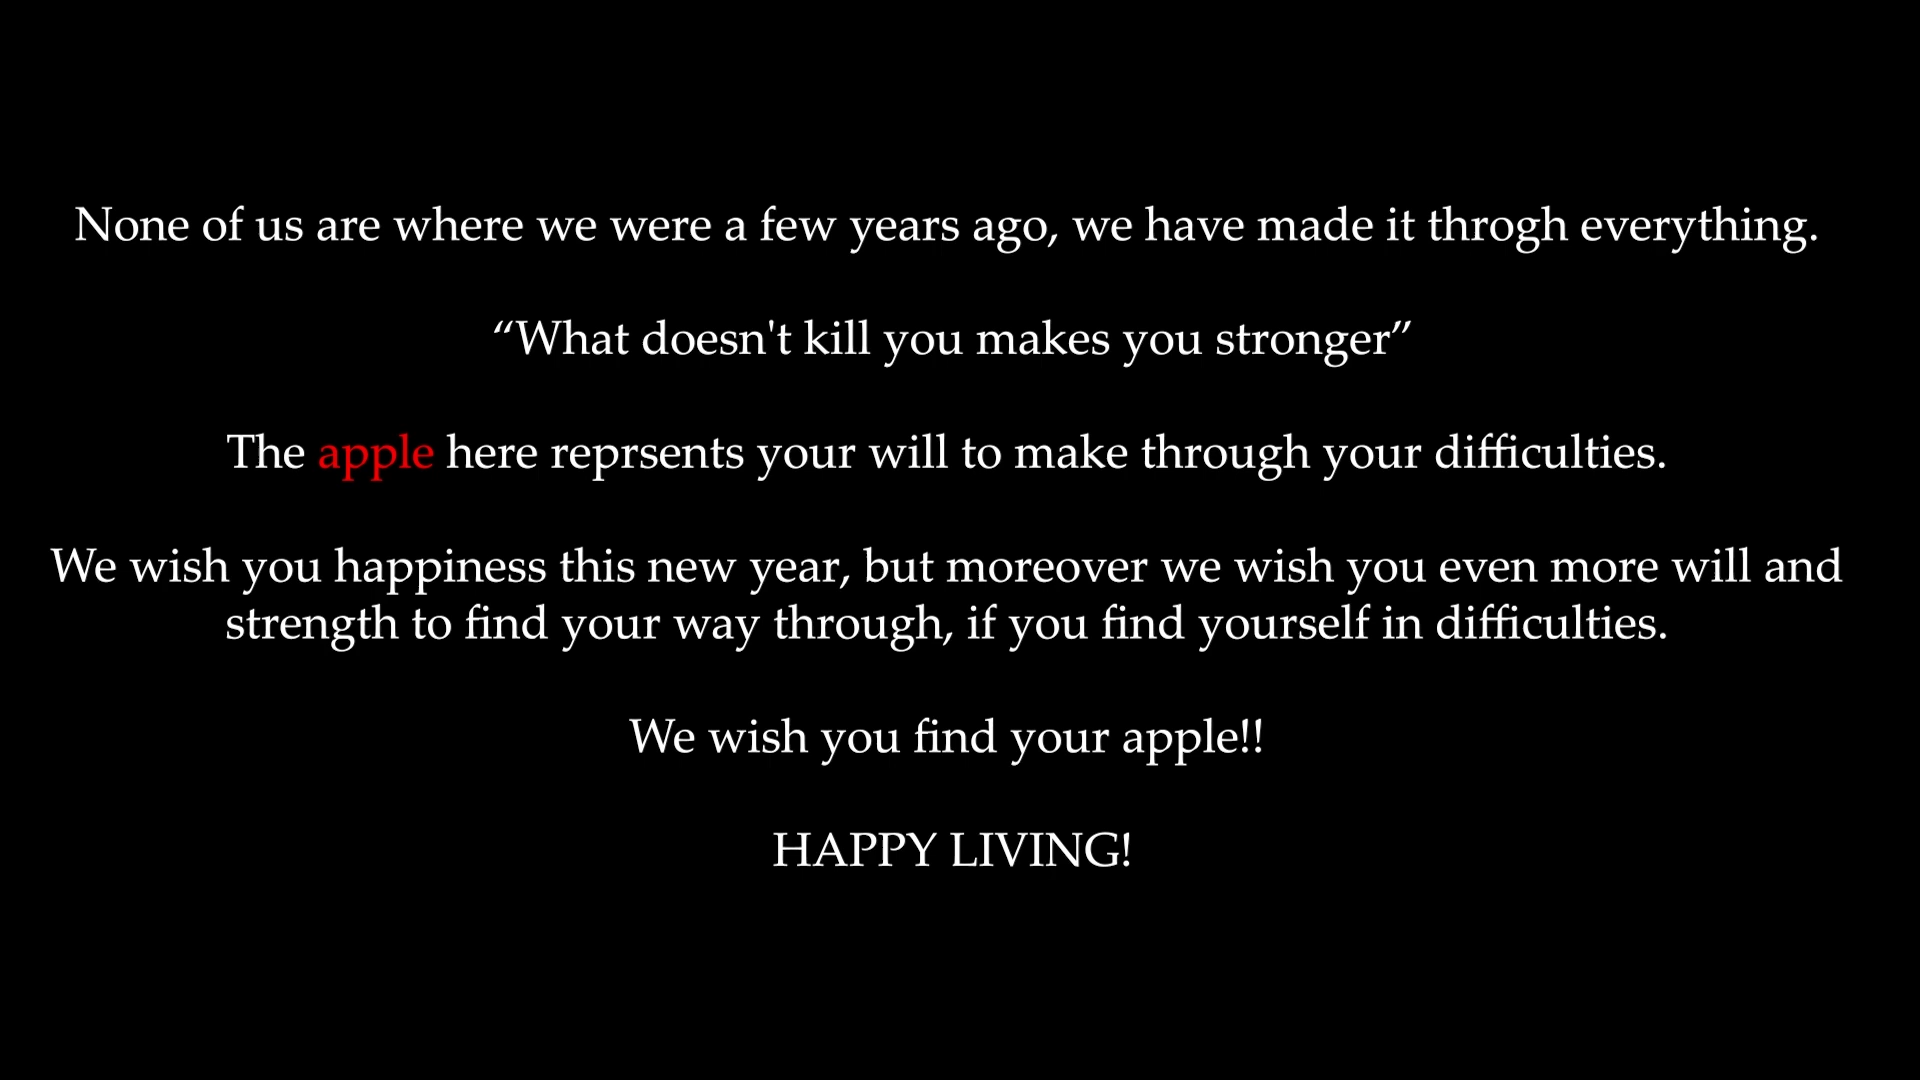 None of us are where we were a few years ago, we have made it throgh everything.
“What doesn't kill you makes you stronger”
The apple here reprsents your will to make through your difficulties.
We wish you happiness this new year, but moreover we wish you even more will and
strength to find your way through, if you find yourself in difficulties.
We wish you find your apple!!
HAPPY LIVING!